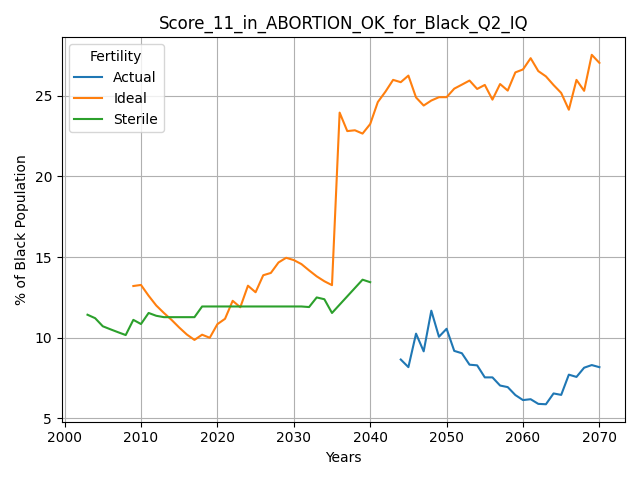 Score_11_in_ABORTION_OK_for_Black_Q2_IQ
Fertility
Actual
Ideal
Sterile
% of Black Population
25
20
15
10
5
2000 2010 2020 2030 2040 2050 2060 2070
Years